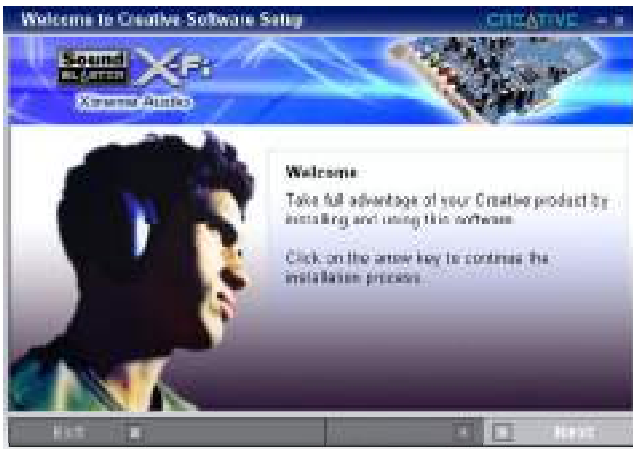 Welcome to Creative Software Setup
CREATIVE
Sound
BLASTER
X-Fi
Xtreme Audio
Welcome
Take full advantage of your Creative product by
installing and using this software.
Click on the arrow key to continue the
installation process.
Exit
Next